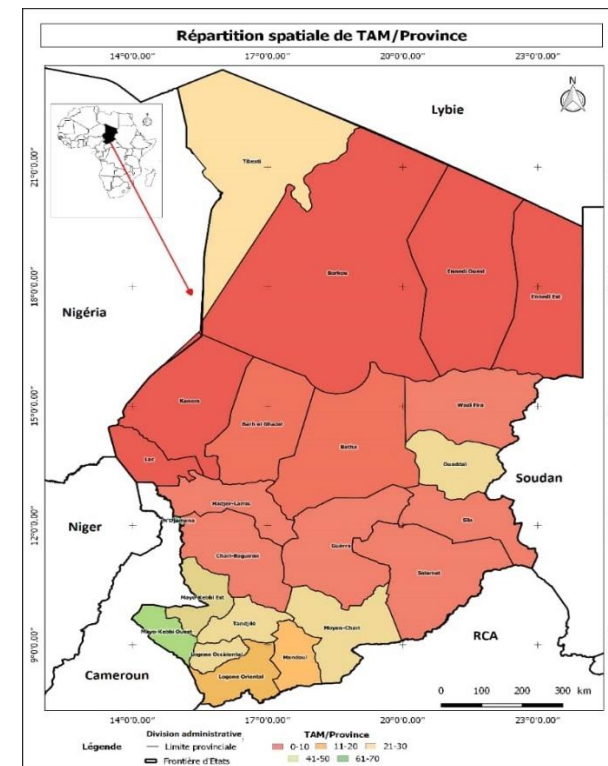 Répartition spatiale de TAM/Province
14°0'0.00" 17°0'0.00" 20°0'0.00" 23°0'0.00"
N
Lybie
21°0'0.00"
Tibesti
18°0'0.00"
Borkou
Ennedi Ouest
Ennedi Est
Nigéria
15°0'0.00"
Kanem
Barh el Ghazel
Batha
Wadi Fira
Lac
Ouaddaï
Soudan
Niger
12°0'0.00"
Hadjer-Lamis
N'Djamena
Chari-Baguirmi
Guéra
Sila
Salamat
Mayo-Kebbi Est
Mayo-Kebbi Ouest
Tandjilé
Moyen-Chari
9°0'0.00"
Logone Occidental
Logone Oriental
Mandoul
RCA
Cameroun
0 100 200 300 km
14°0'0.00" 17°0'0.00" 20°0'0.00" 23°0'0.00"
Légende
Division administrative
Limite provinciale
Frontière d'Etats
TAM/Province
0-10 11-20 21-30
41-50 61-70